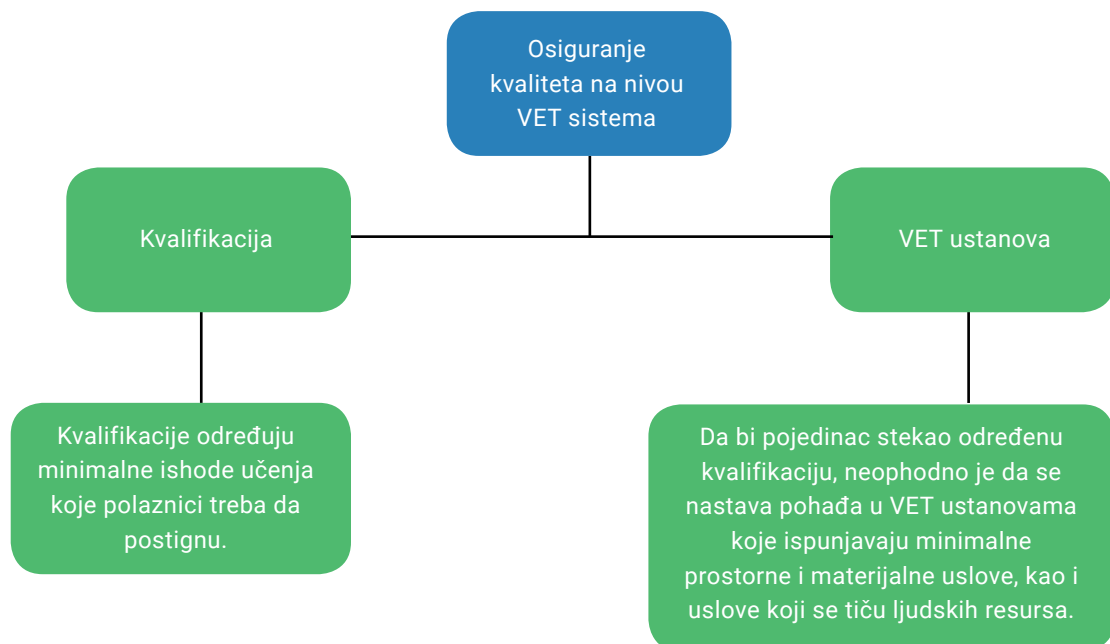 Osiguranje
kvaliteta na nivou
VET sistema
Kvalifikacija
VET ustanova
Kvalifikacije određuju
minimalne ishode učenja
koje polaznici treba da
postignu.
Da bi pojedinac stekao određenu
kvalifikaciju, neophodno je da se
nastava pohađa u VET ustanovama
koje ispunjavaju minimalne
prostorne i materijalne uslove, kao i
uslove koji se tiču ljudskih resursa.